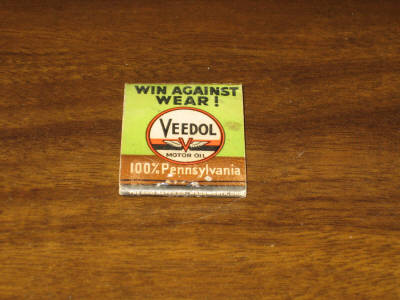 WIN AGAINST
WEAR!
VEEDOL
MOTOR OIL
100% Pennsylvania